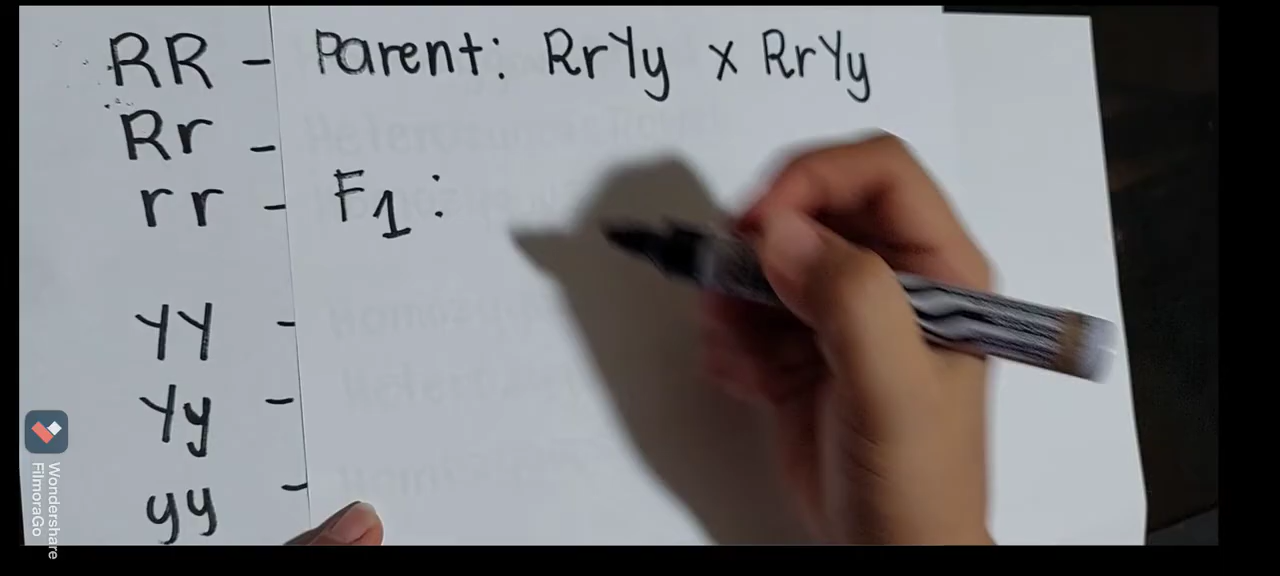 RR - Parent: RrYy x RrYy
Rr -
rr - F1:
YY -
Yy -
yy -
Wondershare
FilmoraGo